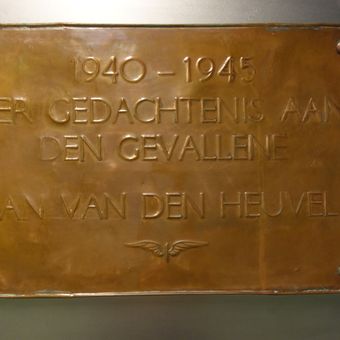 1940 - 1945
ER GEDACHTENIS AAN
DEN GEVALLENE
AN VAN DEN HEUVEL